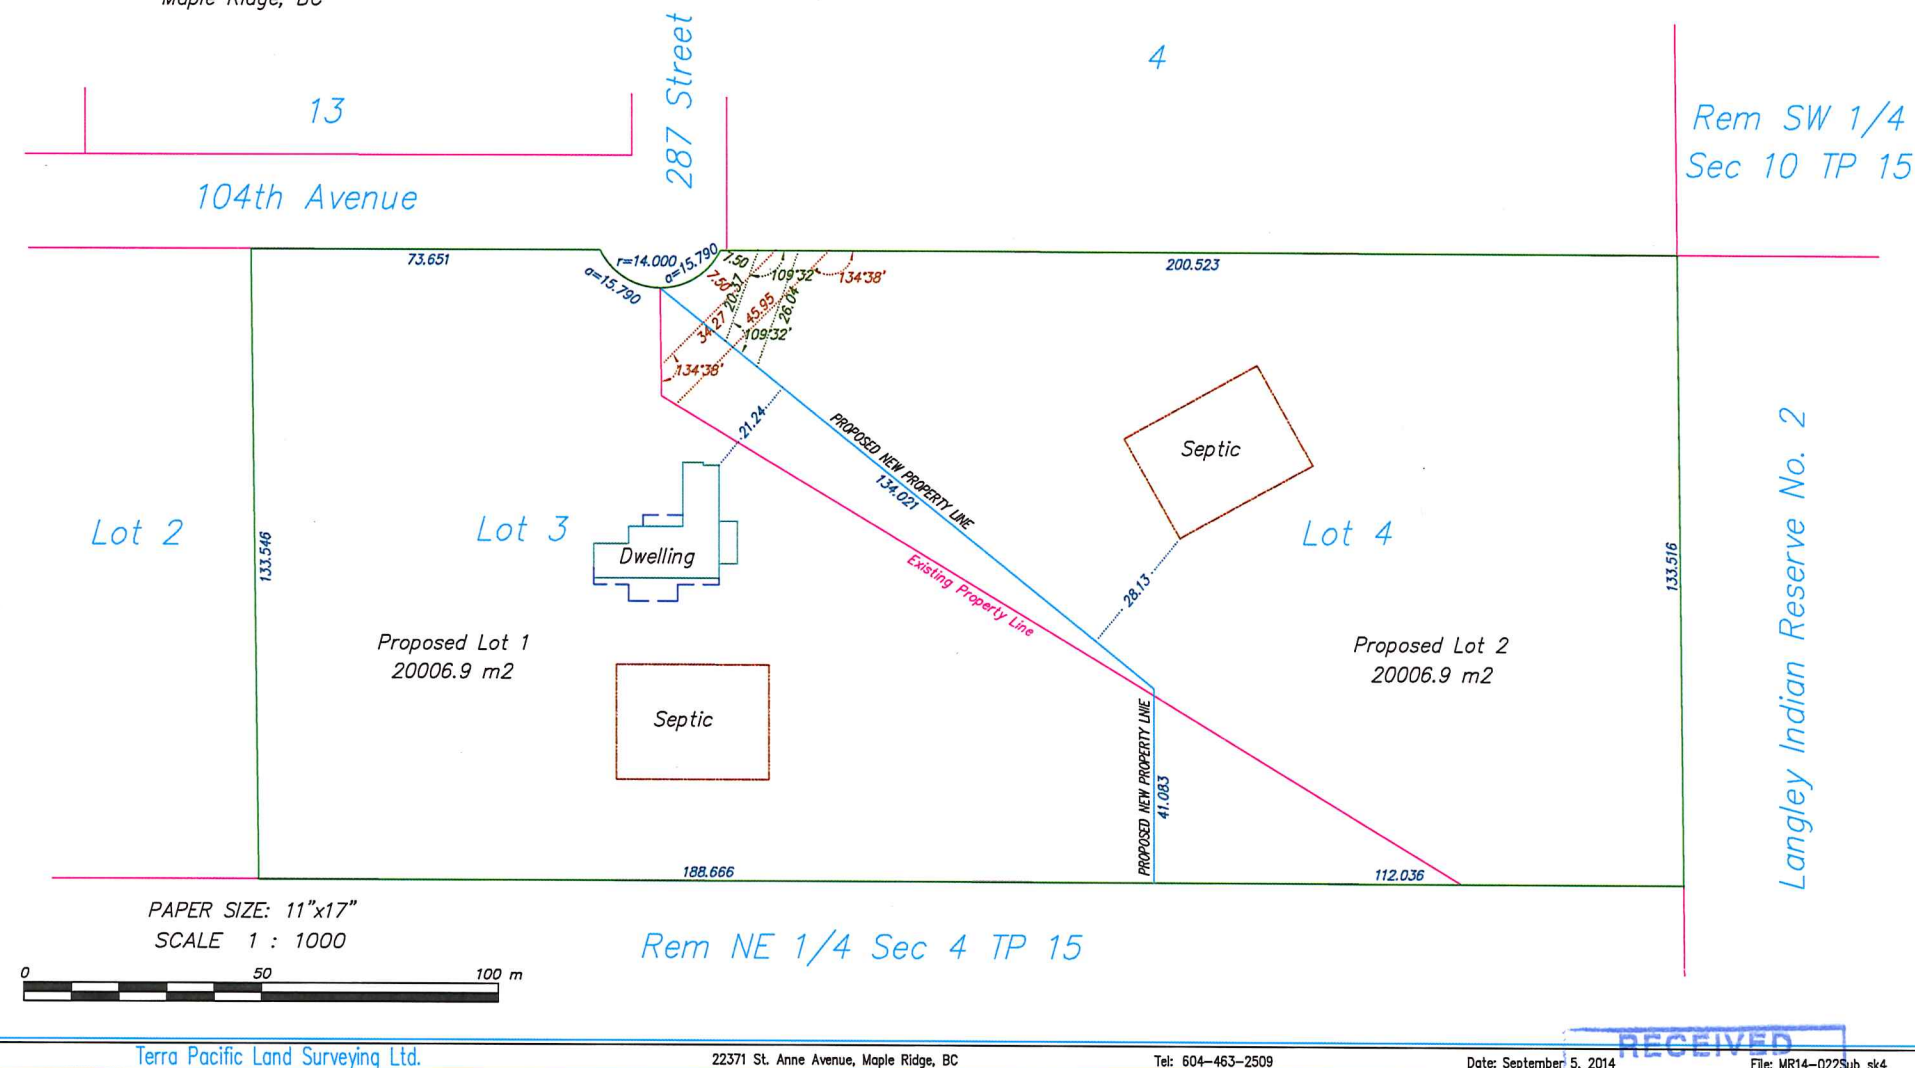 Maple Ridge, BC
287 Street
4
13
Rem SW 1/4
Sec 10 TP 15
104th Avenue
73.651
r=14.000
a=15.790
a=15.790
7.50
7.50
20.37
109°32'
134°38'
200.523
34.27
45.95
26.04
109°32'
134°38'
21.24
PROPOSED NEW PROPERTY LINE
134.021
Septic
Lot 2
133.546
Lot 3
Dwelling
Existing Property Line
28.13
Lot 4
133.516
Langley Indian Reserve No. 2
Proposed Lot 1
20006.9 m2
Proposed Lot 2
20006.9 m2
Septic
PROPOSED NEW PROPERTY LNIE
41.083
188.666
112.036
PAPER SIZE: 11"x17"
SCALE 1 : 1000
Rem NE 1/4 Sec 4 TP 15
0 50 100 m
RECEIVED
Terra Pacific Land Surveying Ltd.
22371 St. Anne Avenue, Maple Ridge, BC
Tel: 604-463-2509
Date: September 5, 2014
File: MR14-022Sub sk4